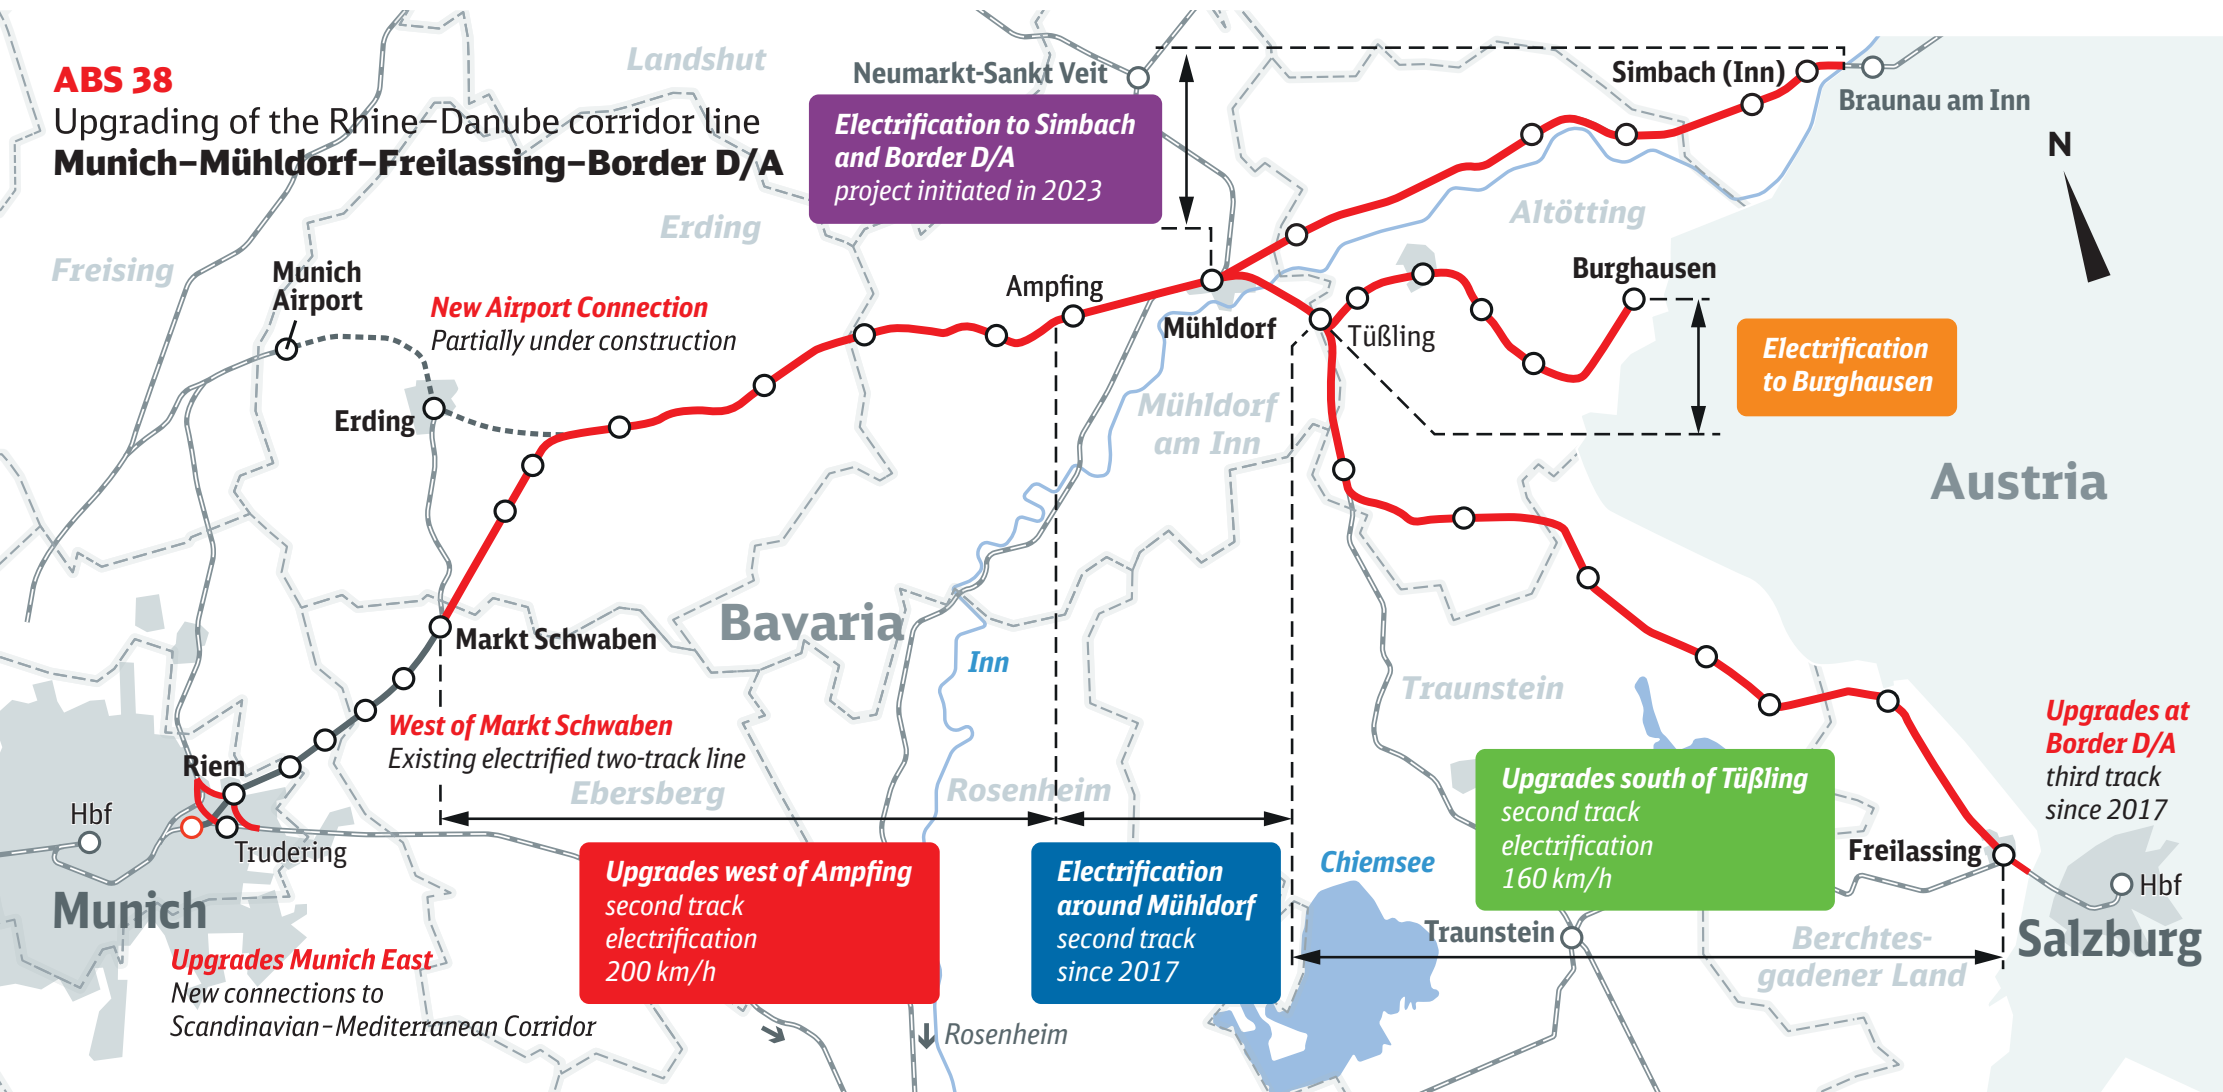 ABS 38
Upgrading of the Rhine–Danube corridor line
Munich–Mühldorf–Freilassing–Border D/A
Landshut
Neumarkt-Sankt Veit
Simbach (Inn)
Braunau am Inn
Electrification to Simbach
and Border D/A
project initiated in 2023
N
Erding
Altötting
Freising
Munich
Airport
New Airport Connection
Partially under construction
Ampfing
Mühldorf
Tüßling
Burghausen
Electrification
to Burghausen
Erding
Mühldorf
am Inn
Austria
Bavaria
Markt Schwaben
Inn
Traunstein
West of Markt Schwaben
Existing electrified two-track line
Ebersberg
Rosenheim
Upgrades at
Border D/A
third track
since 2017
Riem
Hbf
Trudering
Munich
Upgrades Munich East
New connections to
Scandinavian–Mediterranean Corridor
Upgrades west of Ampfing
second track
electrification
200 km/h
Electrification
around Mühldorf
second track
since 2017
Upgrades south of Tüßling
second track
electrification
160 km/h
Chiemsee
Traunstein
Freilassing
Hbf
Salzburg
Berchtes-
gadener Land
Rosenheim